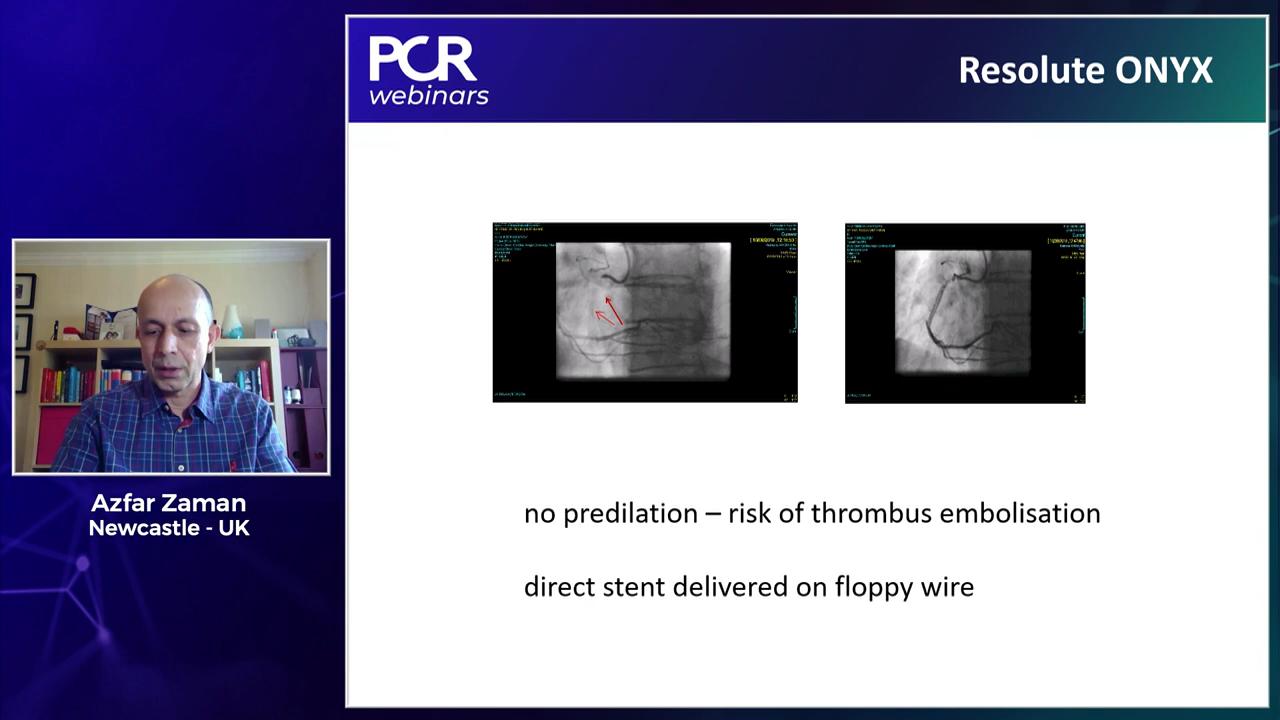 PCR
webinars
Resolute ONYX
Azfar Zaman
Newcastle - UK
no predilation – risk of thrombus embolisation
direct stent delivered on floppy wire